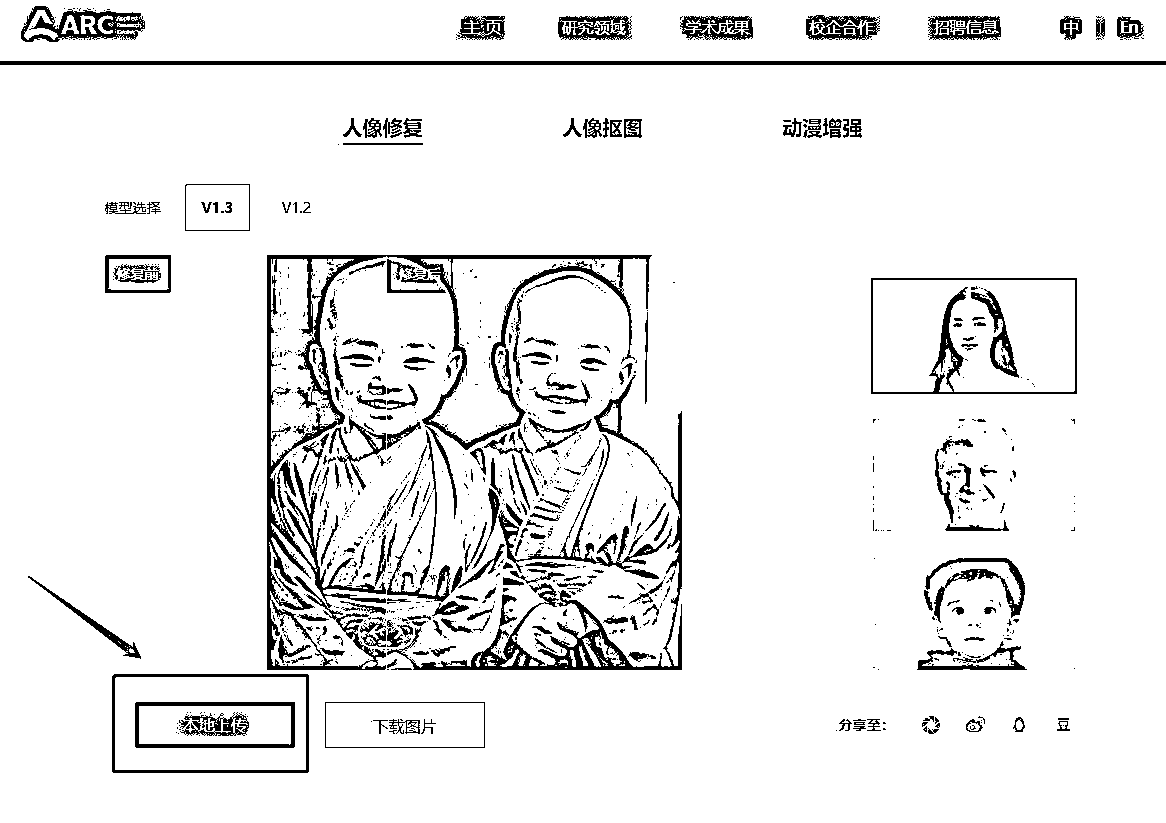 ARC
主页 研究领域 学术成果 校企合作 招聘信息 中 | En
人像修复 人像抠图 动漫增强
模型选择 V1.3 V1.2
修复前 修复后
本地上传 下载图片 分享至: 豆